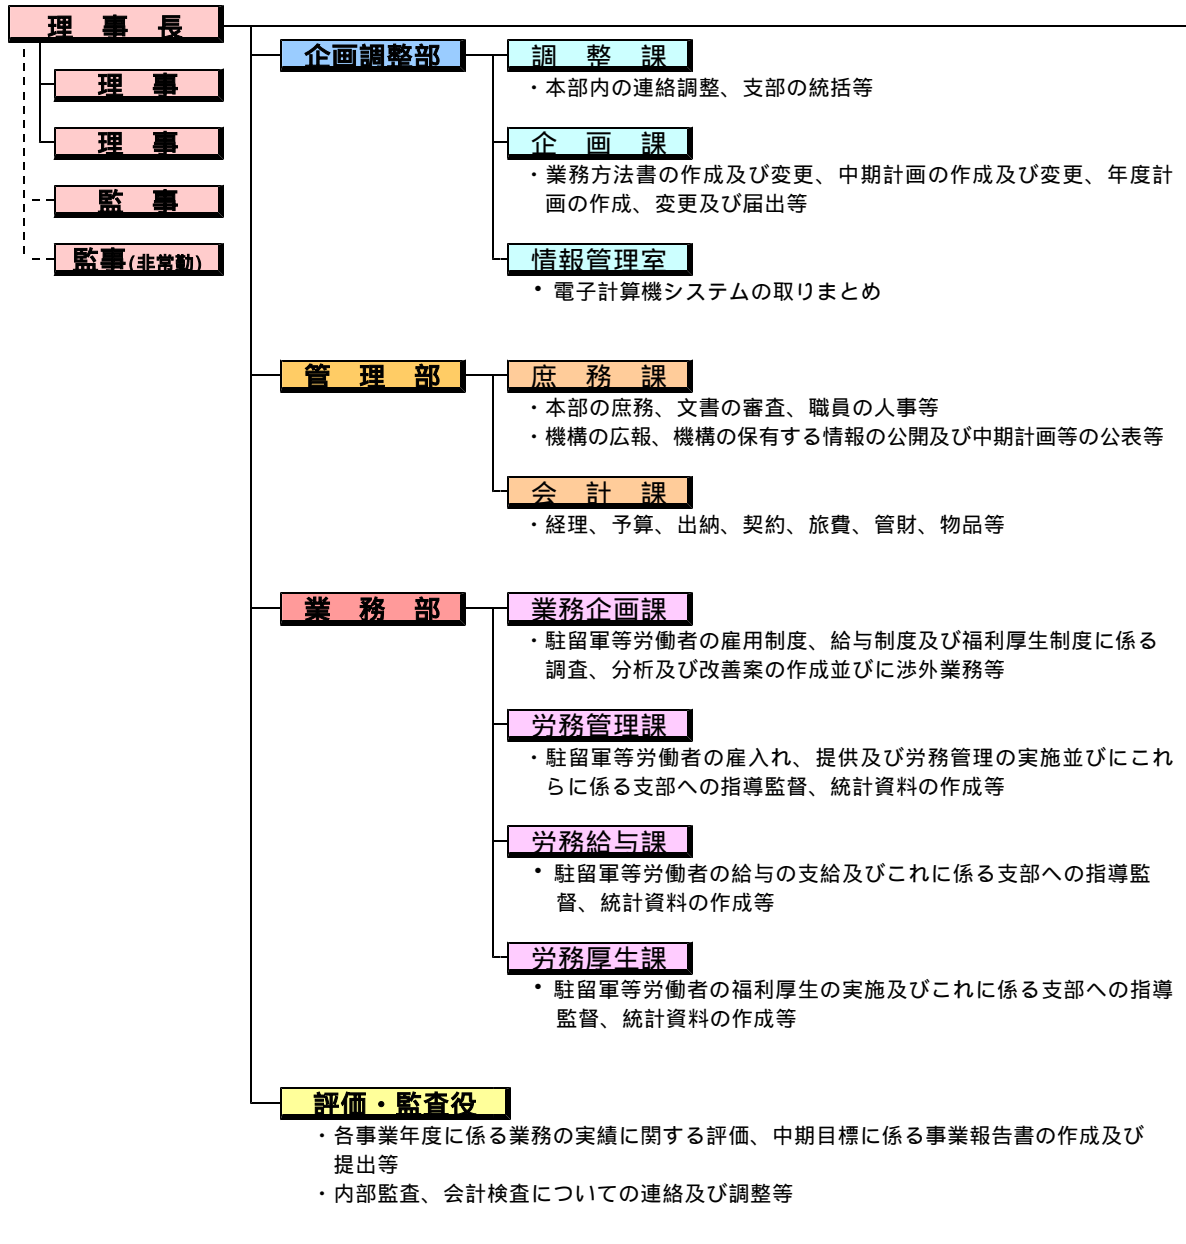 理　事　長
理　事
理　事
監　事
監事(非常勤)
企画調整部
調　整　課
・本部内の連絡調整、支部の統括等
企　画　課
・業務方法書の作成及び変更、中期計画の作成及び変更、年度計
画の作成、変更及び届出等
情報管理室
・電子計算機システムの取りまとめ
管　理　部
庶　務　課
・本部の庶務、文書の審査、職員の人事等
・機構の広報、機構の保有する情報の公開及び中期計画等の公表等
会　計　課
・経理、予算、出納、契約、旅費、管財、物品等
業　務　部
業務企画課
・駐留軍等労働者の雇用制度、給与制度及び福利厚生制度に係る
調査、分析及び改善案の作成並びに渉外業務等
労務管理課
・駐留軍等労働者の雇入れ、提供及び労務管理の実施並びにこれ
らに係る支部への指導監督、統計資料の作成等
労務給与課
・駐留軍等労働者の給与の支給及びこれに係る支部への指導監
督、統計資料の作成等
労務厚生課
・駐留軍等労働者の福利厚生の実施及びこれに係る支部への指導
監督、統計資料の作成等
評価・監査役
・各事業年度に係る業務の実績に関する評価、中期目標に係る事業報告書の作成及び
提出等
・内部監査、会計検査についての連絡及び調整等